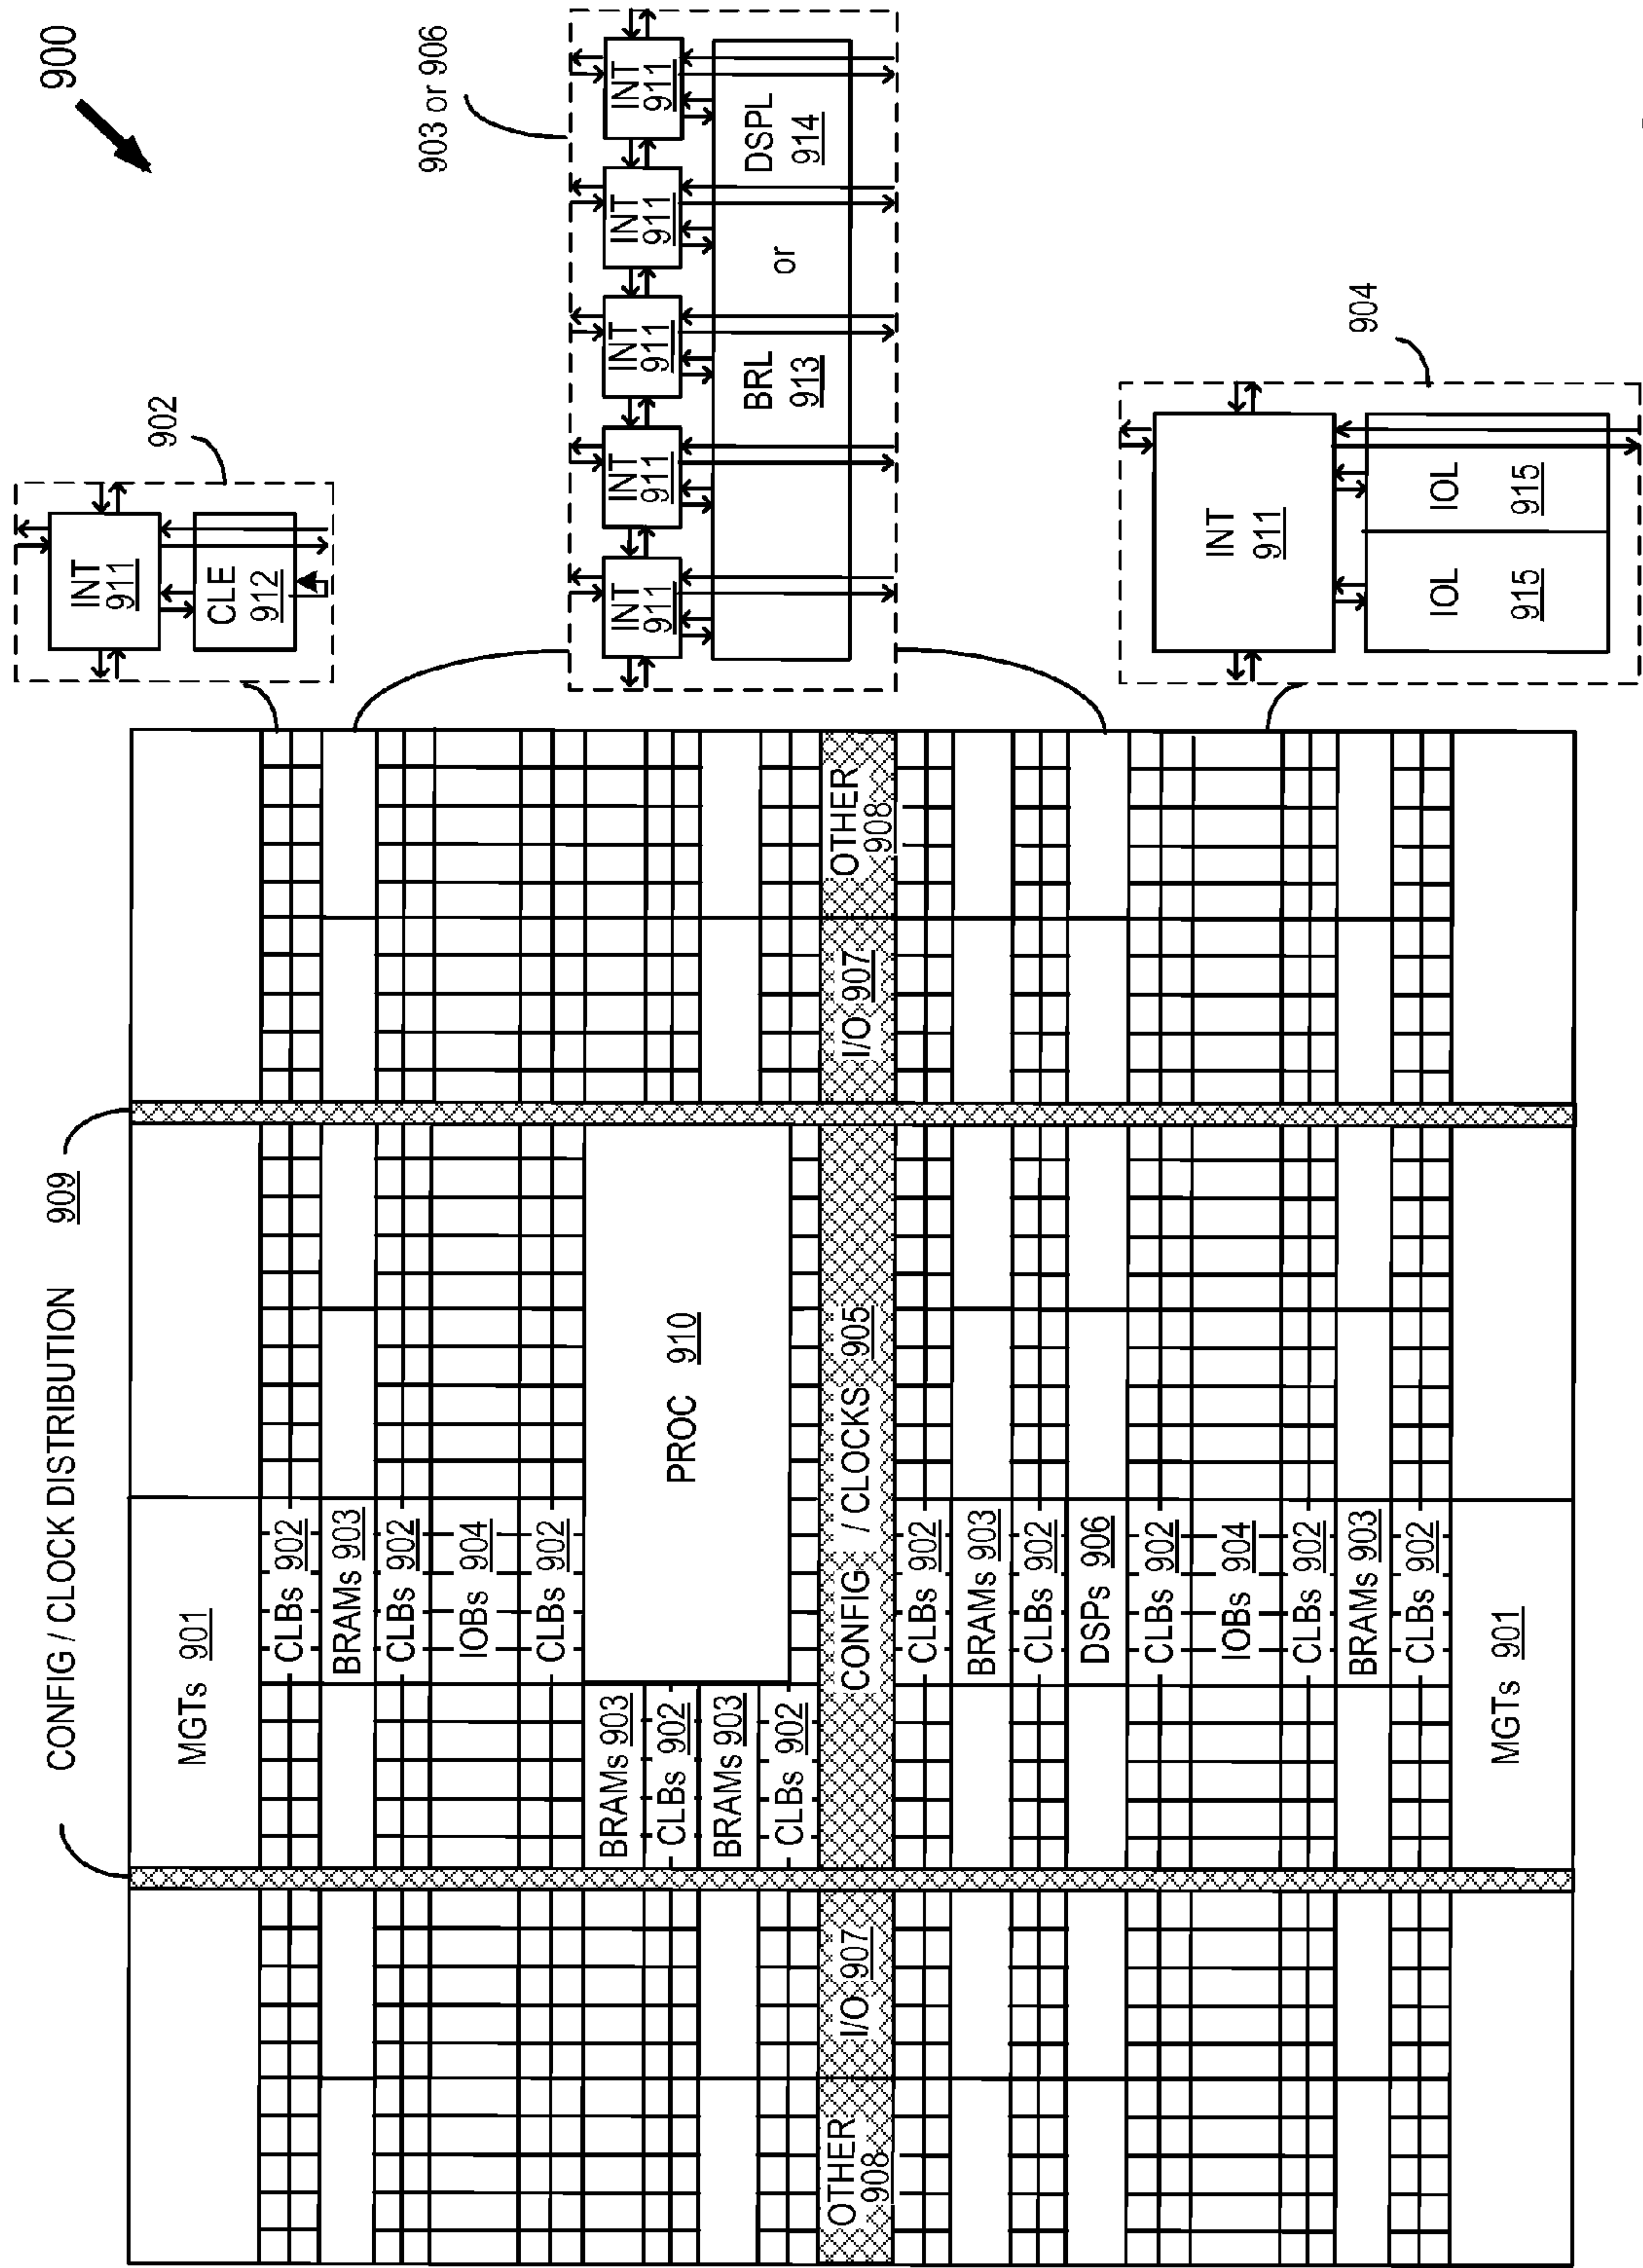 900
CONFIG / CLOCK DISTRIBUTION 909
MGTs 901
CLBs 902
BRAMs 903
CLBs 902
IOBs 904
CLBs 902
BRAMs 903
CLBs 902
BRAMs 903
CLBs 902
PROC 910
OTHER
908
I/O 907
CONFIG / CLOCKS 905
I/O 907
OTHER
908
CLBs 902
BRAMs 903
CLBs 902
DSPs 906
CLBs 902
IOBs 904
CLBs 902
BRAMs 903
CLBs 902
MGTs 901
902
INT
911
CLE
912
903 or 906
INT
911
INT
911
INT
911
INT
911
INT
911
BRL
913
or
DSPL
914
904
INT
911
IOL
915
IOL
915